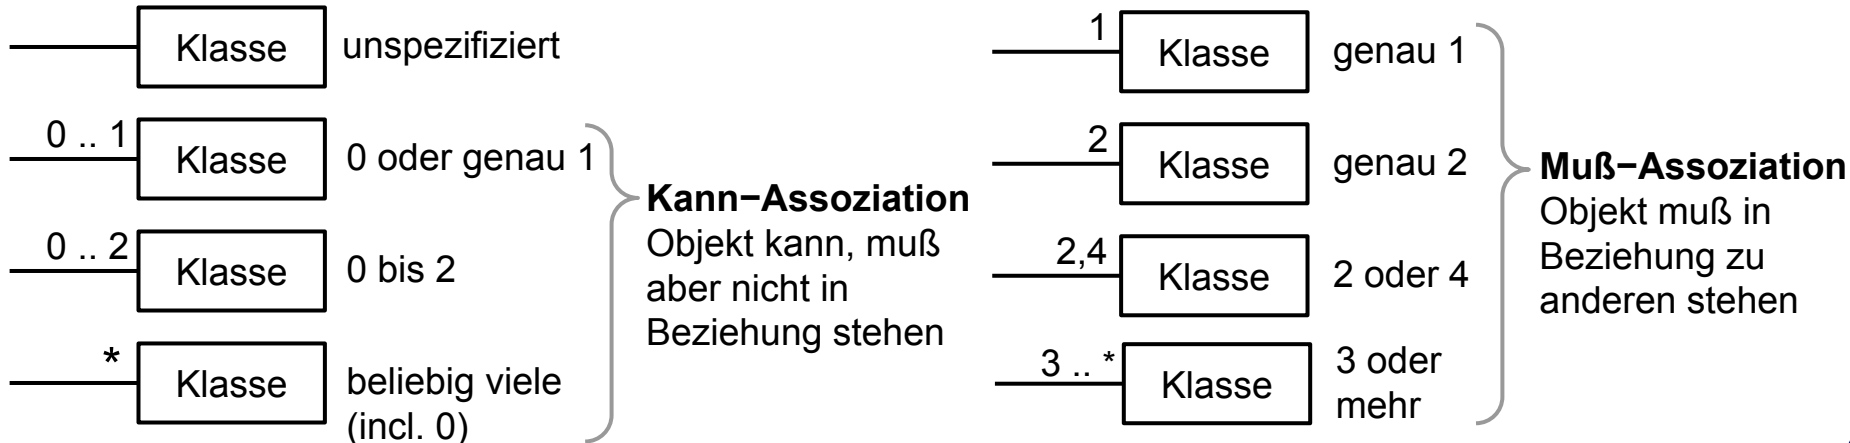 Klasse unspezifiziert
0 .. 1 Klasse 0 oder genau 1
0 .. 2 Klasse 0 bis 2
* Klasse beliebig viele
(incl. 0)
Kann−Assoziation
Objekt kann, muß
aber nicht in
Beziehung stehen
1 Klasse genau 1
2 Klasse genau 2
2,4 Klasse 2 oder 4
3 .. * Klasse 3 oder
mehr
Muß−Assoziation
Objekt muß in
Beziehung zu
anderen stehen